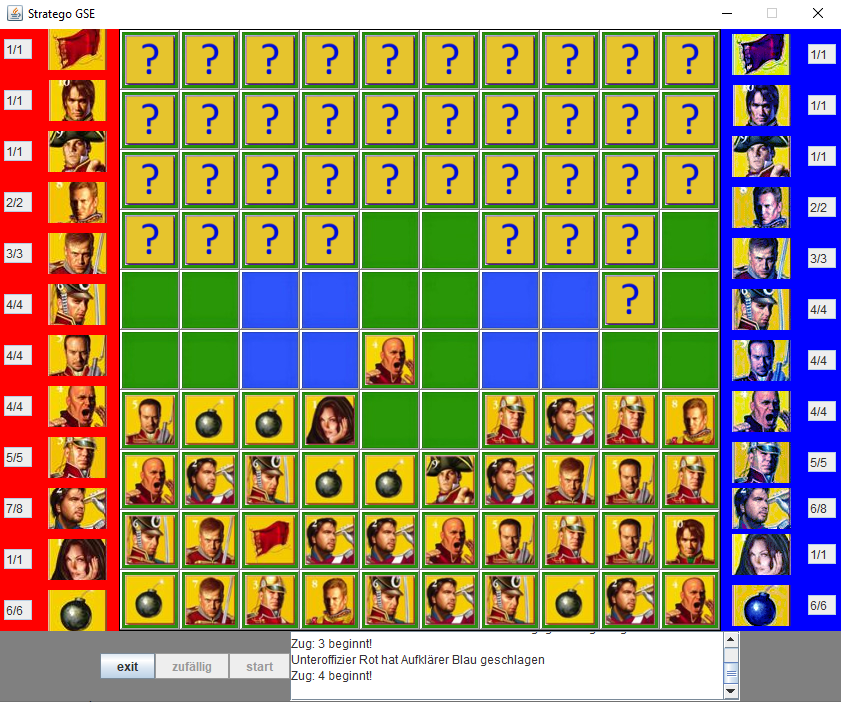 Stratego GSE
1/1 1/1
1/1 1/1
1/1 1/1
2/2 2/2
3/3 3/3
4/4 4/4
4/4 4/4
4/4 4/4
5/5 5/5
7/8 6/8
1/1 1/1
6/6 6/6
? ? ? ? ? ? ? ? ? ?
? ? ? ? ? ? ? ? ? ?
? ? ? ? ? ? ? ? ? ?
? ? ? ? ? ? ?
?
exit zufällig start
Zug: 3 beginnt!
Unteroffizier Rot hat Aufklärer Blau geschlagen
Zug: 4 beginnt!